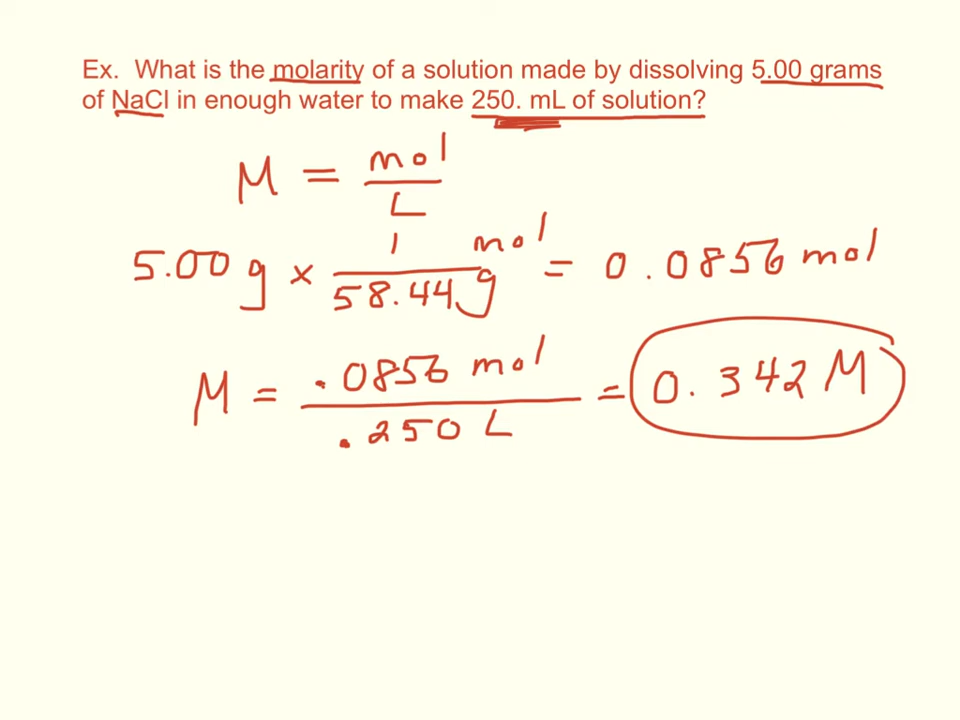 Ex. What is the molarity of a solution made by dissolving 5.00 grams
of NaCl in enough water to make 250. mL of solution?
M = mol / L
5.00 g × 1 mol / 58.44 g = 0.0856 mol
M = .0856 mol / .250 L = 0.342 M